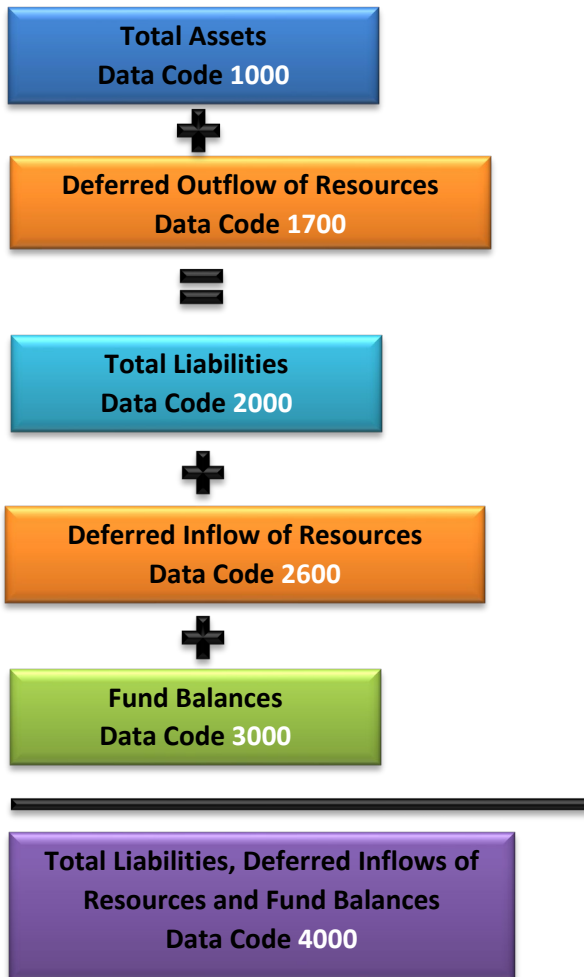 Total Assets
Data Code 1000
+
Deferred Outflow of Resources
Data Code 1700
=
Total Liabilities
Data Code 2000
+
Deferred Inflow of Resources
Data Code 2600
+
Fund Balances
Data Code 3000
Total Liabilities, Deferred Inflows of
Resources and Fund Balances
Data Code 4000